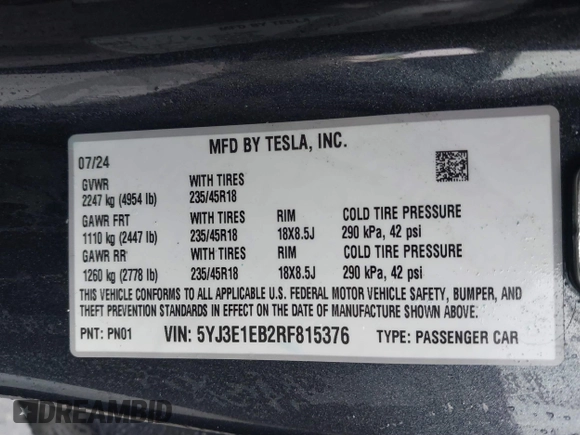 MFD BY TESLA, INC.
07/24
GVWR WITH TIRES
2247 kg (4954 lb) 235/45R18
GAWR FRT WITH TIRES RIM COLD TIRE PRESSURE
1110 kg (2447 lb) 235/45R18 18X8.5J 290 kPa, 42 psi
GAWR RR WITH TIRES RIM COLD TIRE PRESSURE
1260 kg (2778 lb) 235/45R18 18X8.5J 290 kPa, 42 psi
THIS VEHICLE CONFORMS TO ALL APPLICABLE U.S. FEDERAL MOTOR VEHICLE SAFETY, BUMPER, AND
THEFT PREVENTION STANDARDS IN EFFECT ON THE DATE OF MANUFACTURE SHOWN ABOVE.
PNT: PN01 VIN: 5YJ3E1EB2RF815376 TYPE: PASSENGER CAR
DREAMBID